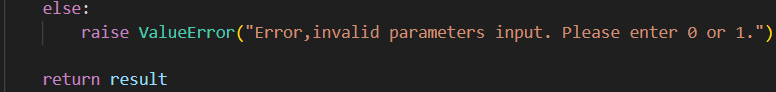 else:
raise ValueError("Error,invalid parameters input. Please enter 0 or 1.")
return result